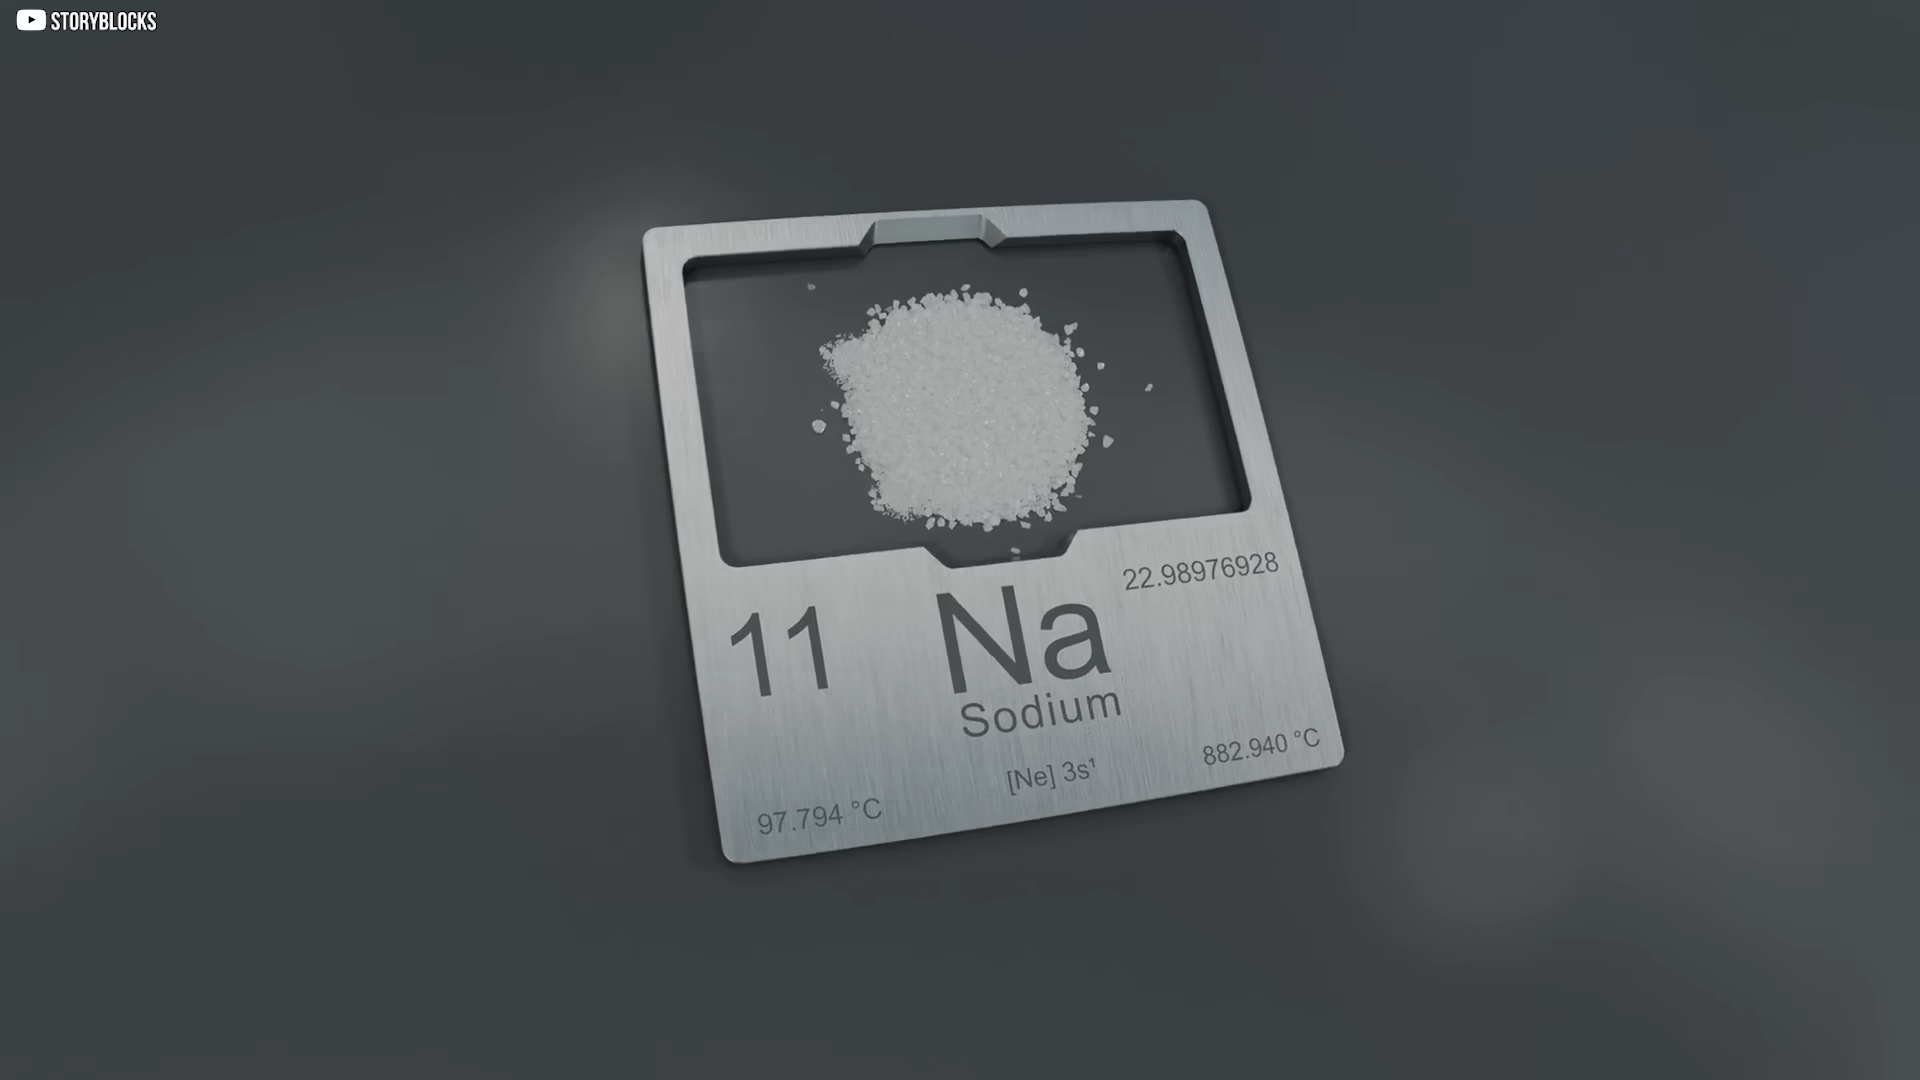 STORYBLOCKS
22.98976928
11
Na
Sodium
882.940 °C
[Ne] 3s¹
97.794 °C